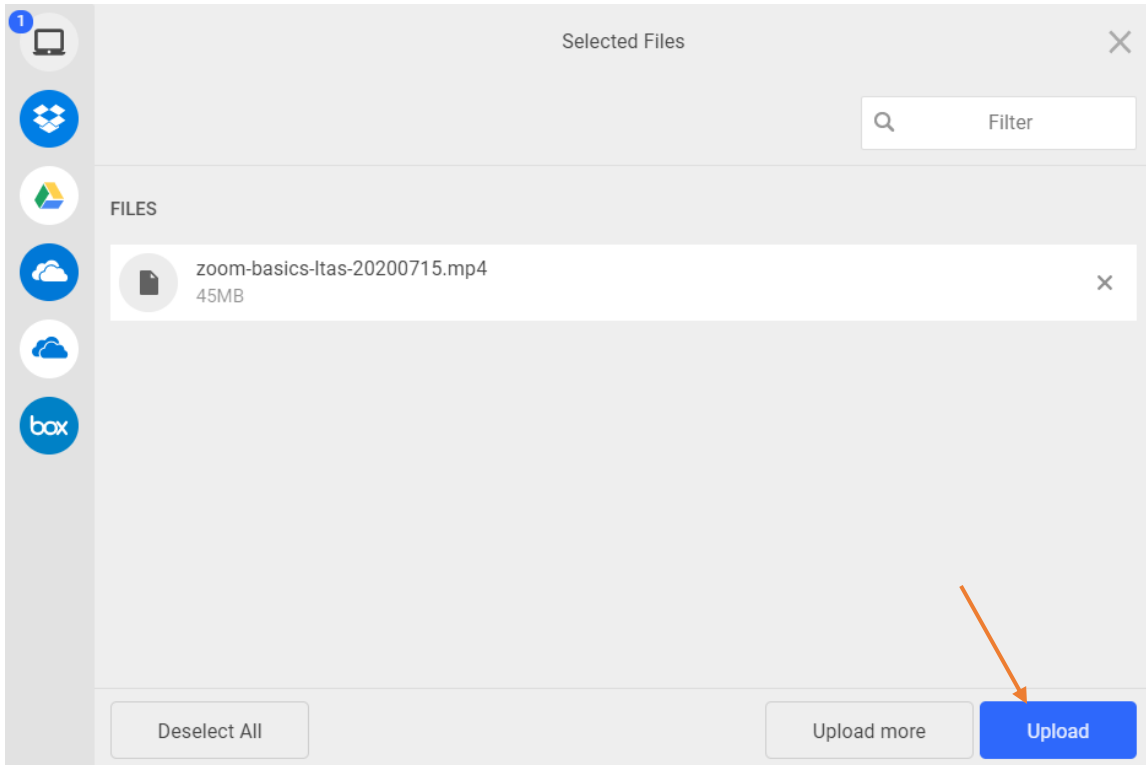 1
Selected Files
Filter
FILES
zoom-basics-ltas-20200715.mp4
45MB
box
Deselect All
Upload more
Upload